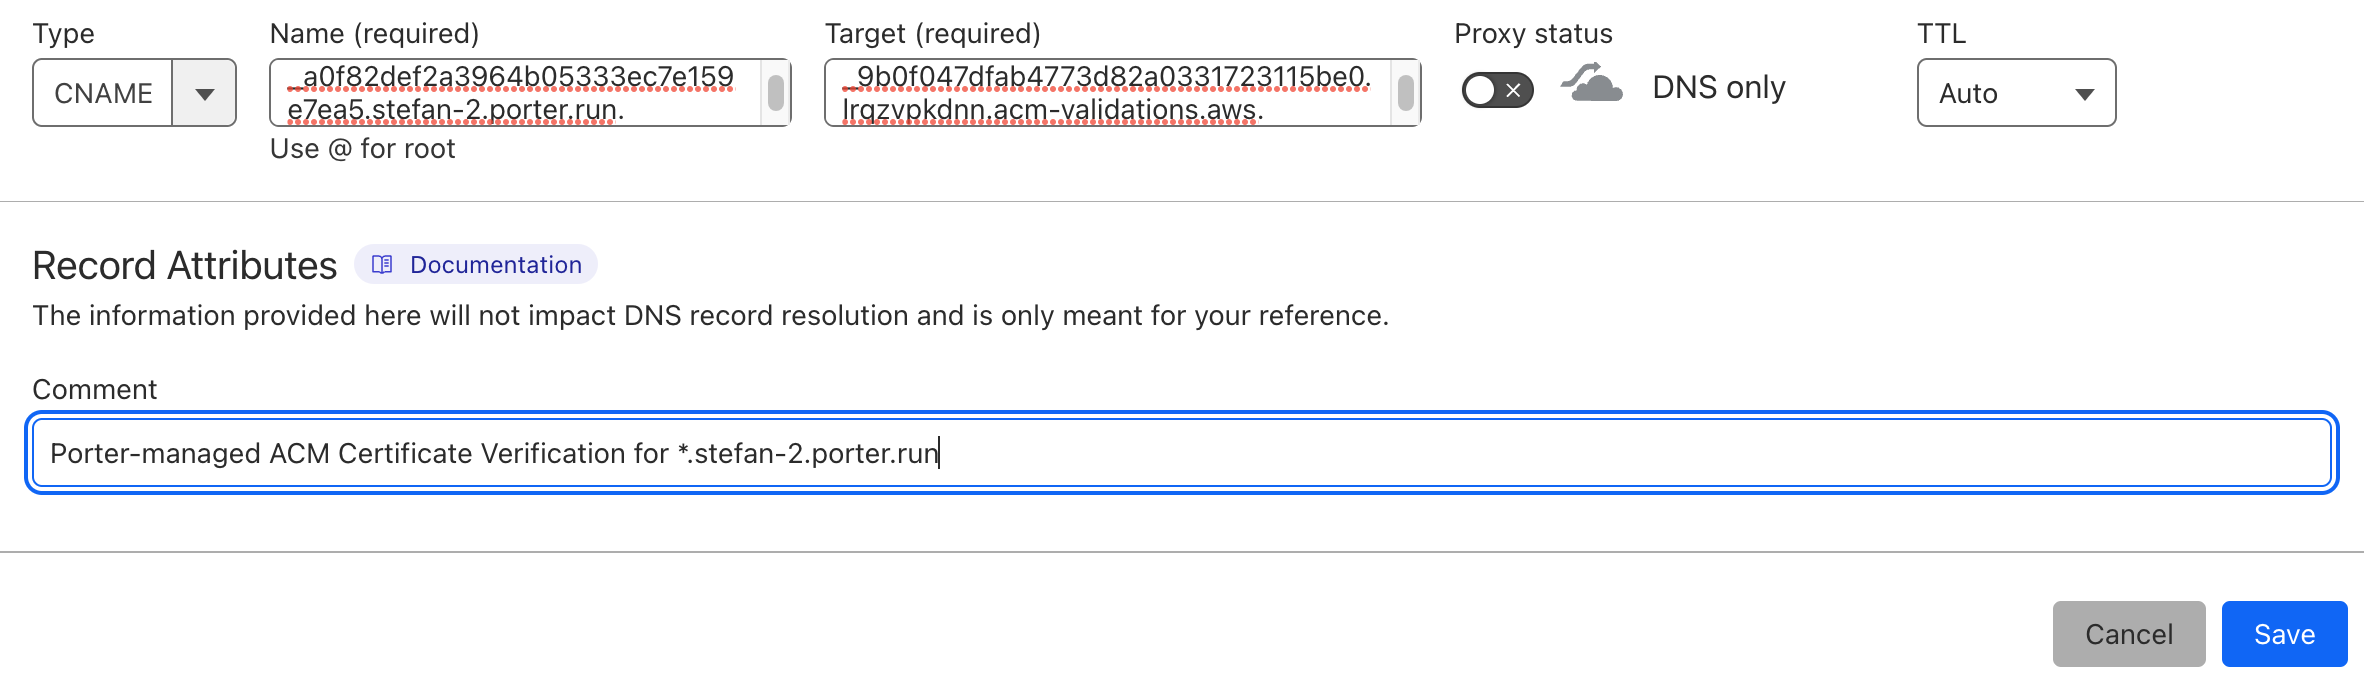 Type
Name (required)
Target (required)
Proxy status
TTL
CNAME
_a0f82def2a3964b05333ec7e159
e7ea5.stefan-2.porter.run.
_9b0f047dfab4773d82a0331723115be0.
lrqzvpkdnn.acm-validations.aws.
DNS only
Auto
Use @ for root
Record Attributes
Documentation
The information provided here will not impact DNS record resolution and is only meant for your reference.
Comment
Porter-managed ACM Certificate Verification for *.stefan-2.porter.run
Cancel
Save